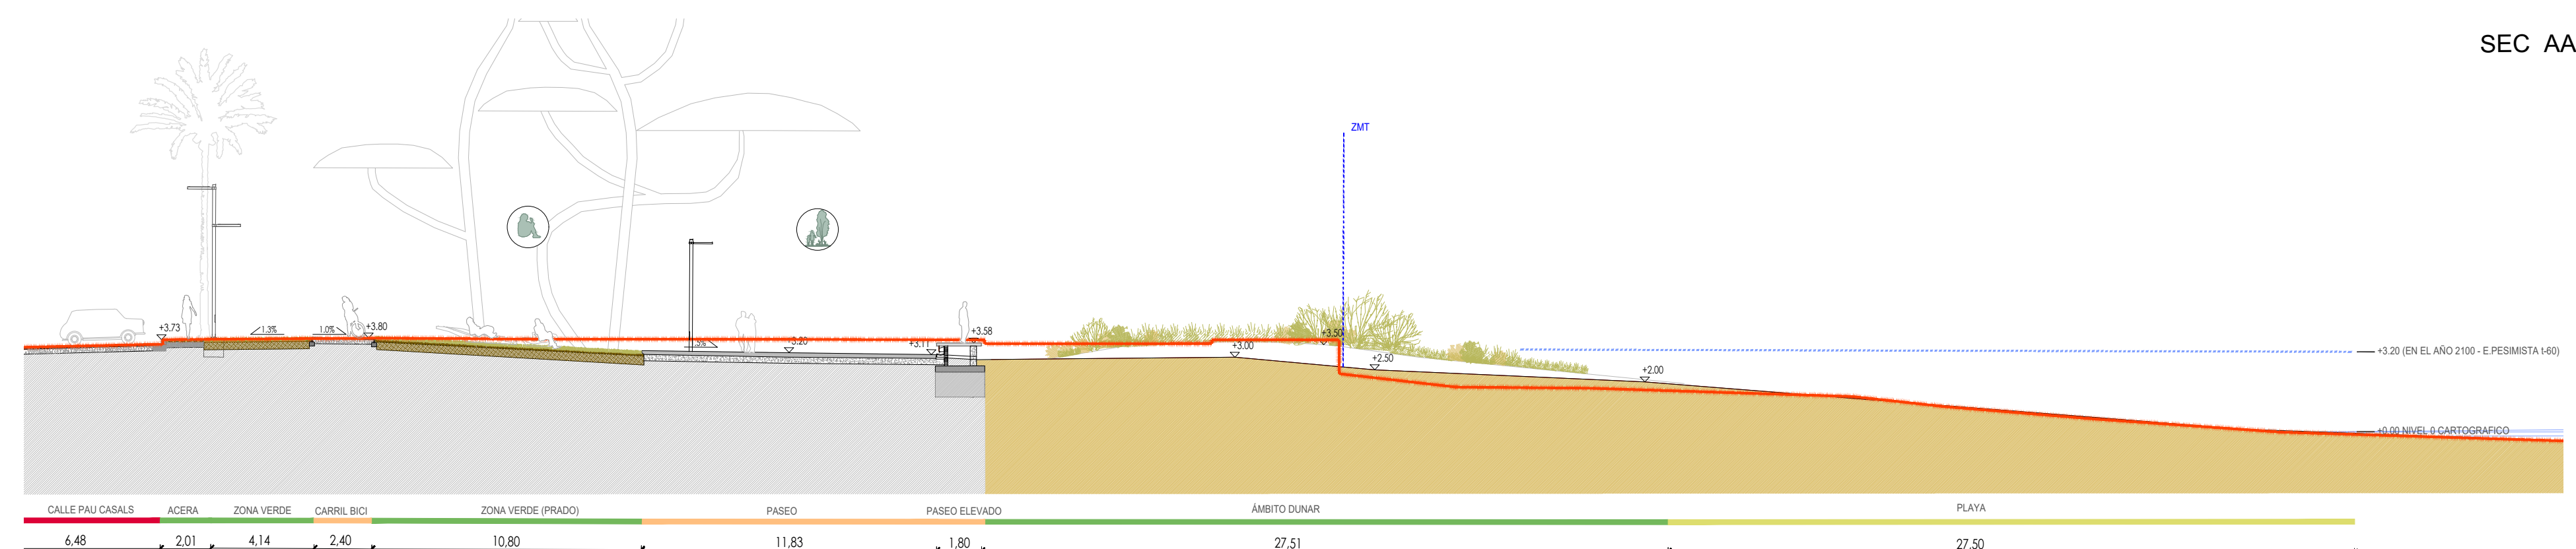 SEC AA
ZMT
+3.73
1.3%
1.0%
+3.80
+3.20
+3.11
+3.58
+3.00
+3.50
+2.50
+2.00
+3.20 (EN EL AÑO 2100 - E.PESIMISTA t-60)
+0.00 NIVEL 0 CARTOGRAFICO
CALLE PAU CASALS
ACERA
ZONA VERDE
CARRIL BICI
ZONA VERDE (PRADO)
PASEO
PASEO ELEVADO
ÁMBITO DUNAR
PLAYA
6,48
2,01
4,14
2,40
10,80
11,83
1,80
27,51
27,50